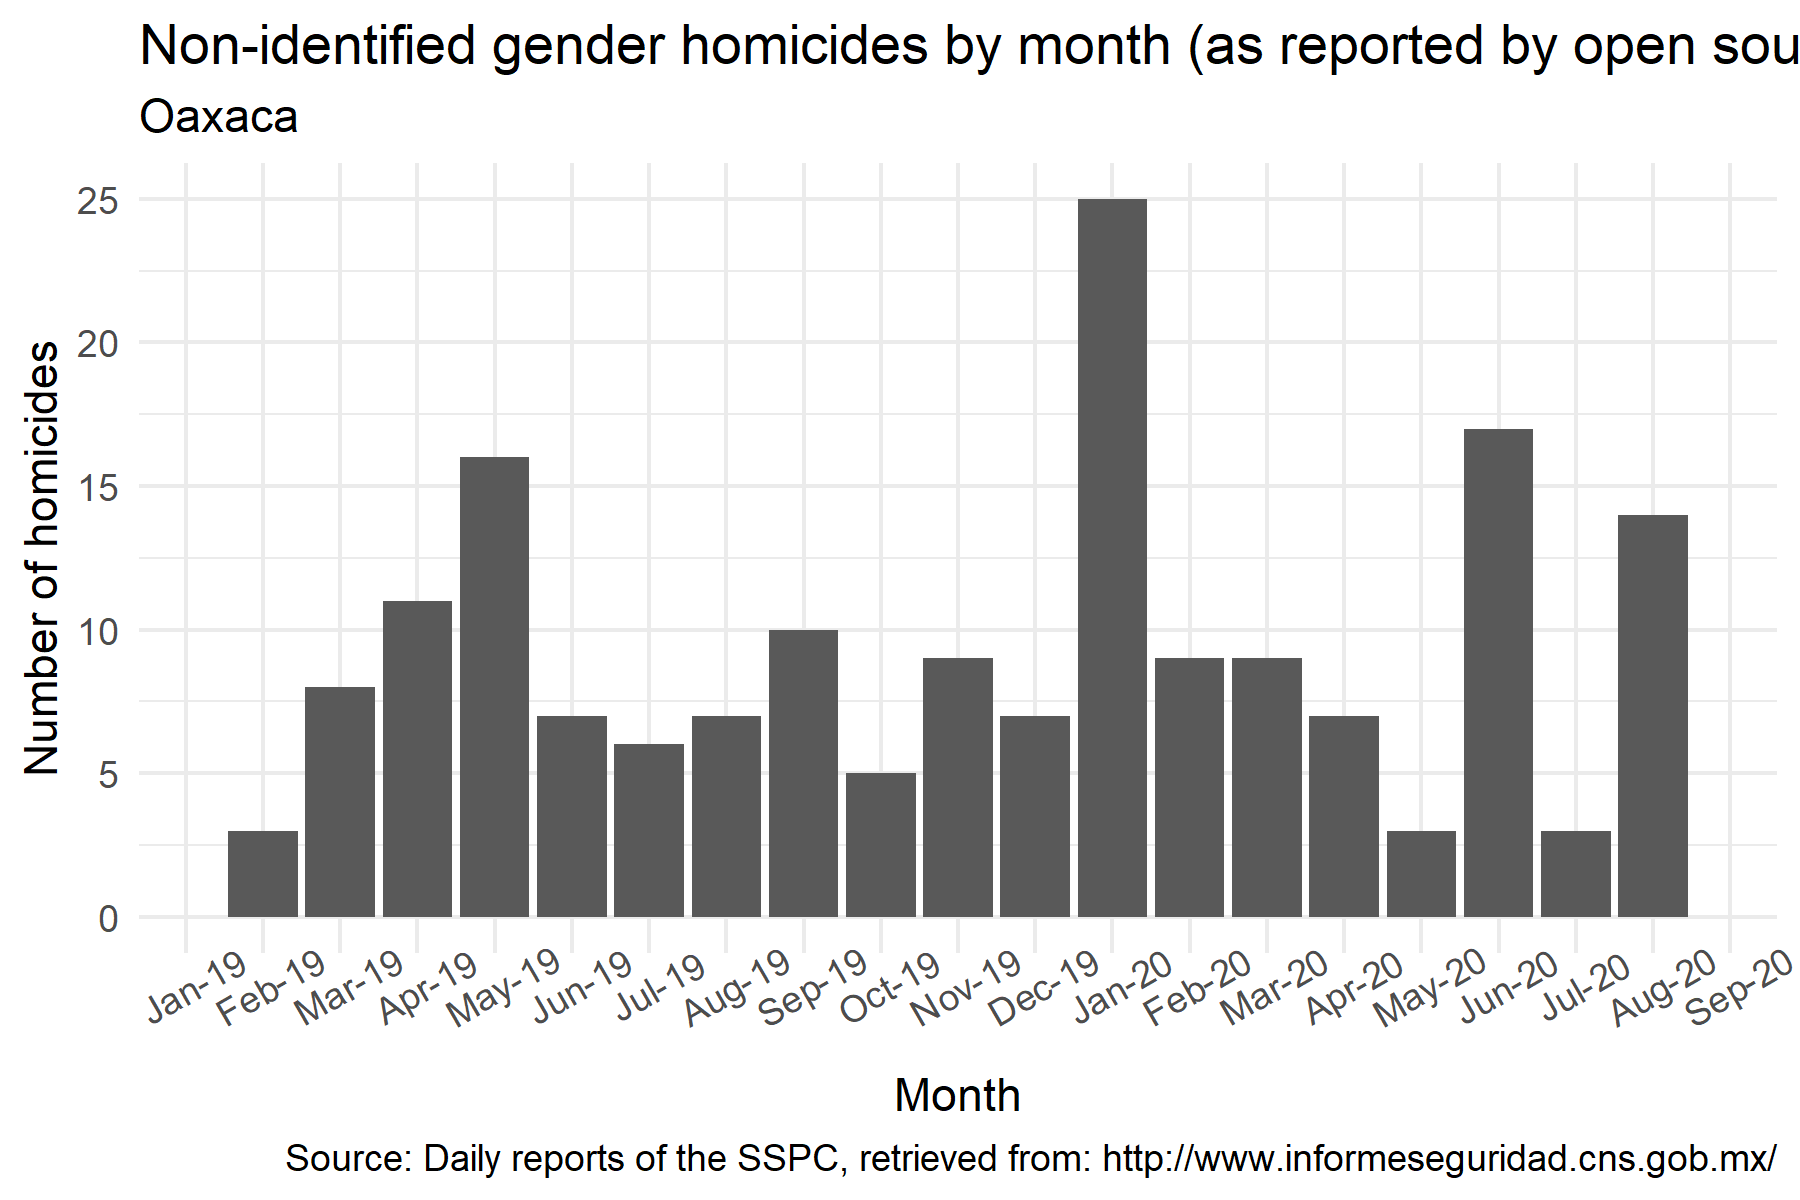 Non-identified gender homicides by month (as reported by open sou
Oaxaca
25
20
15
10
5
0
Number of homicides
Jan-19
Feb-19
Mar-19
Apr-19
May-19
Jun-19
Jul-19
Aug-19
Sep-19
Oct-19
Nov-19
Dec-19
Jan-20
Feb-20
Mar-20
Apr-20
May-20
Jun-20
Jul-20
Aug-20
Sep-20
Month
Source: Daily reports of the SSPC, retrieved from: http://www.informeseguridad.cns.gob.mx/